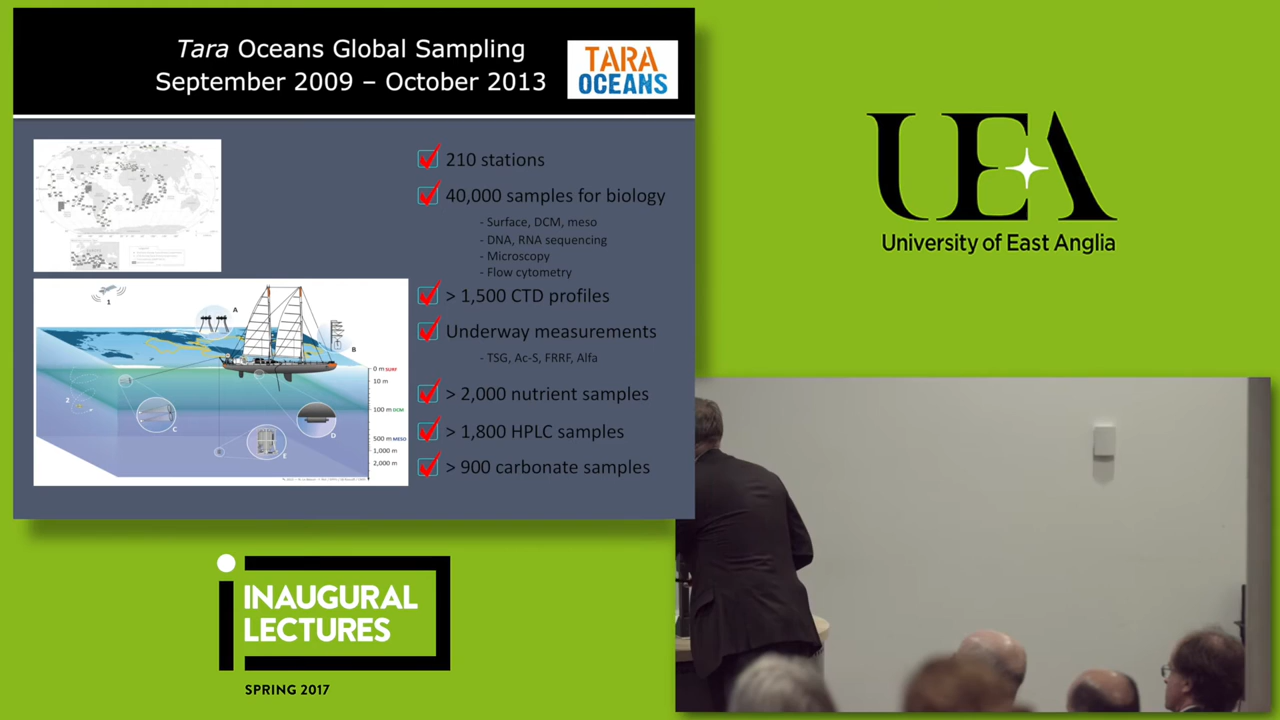 Tara Oceans Global Sampling
September 2009 – October 2013
TARA
OCEANS
210 stations
40,000 samples for biology
- Surface, DCM, meso
- DNA, RNA sequencing
- Microscopy
- Flow cytometry
> 1,500 CTD profiles
Underway measurements
- TSG, Ac-S, FRRF, Alfa
> 2,000 nutrient samples
> 1,800 HPLC samples
> 900 carbonate samples
1
A
B
0 m SURF
10 m
2
100 m DCM
C
D
500 m MESO
E
1,000 m
2,000 m
UEA
University of East Anglia
INAUGURAL
LECTURES
SPRING 2017